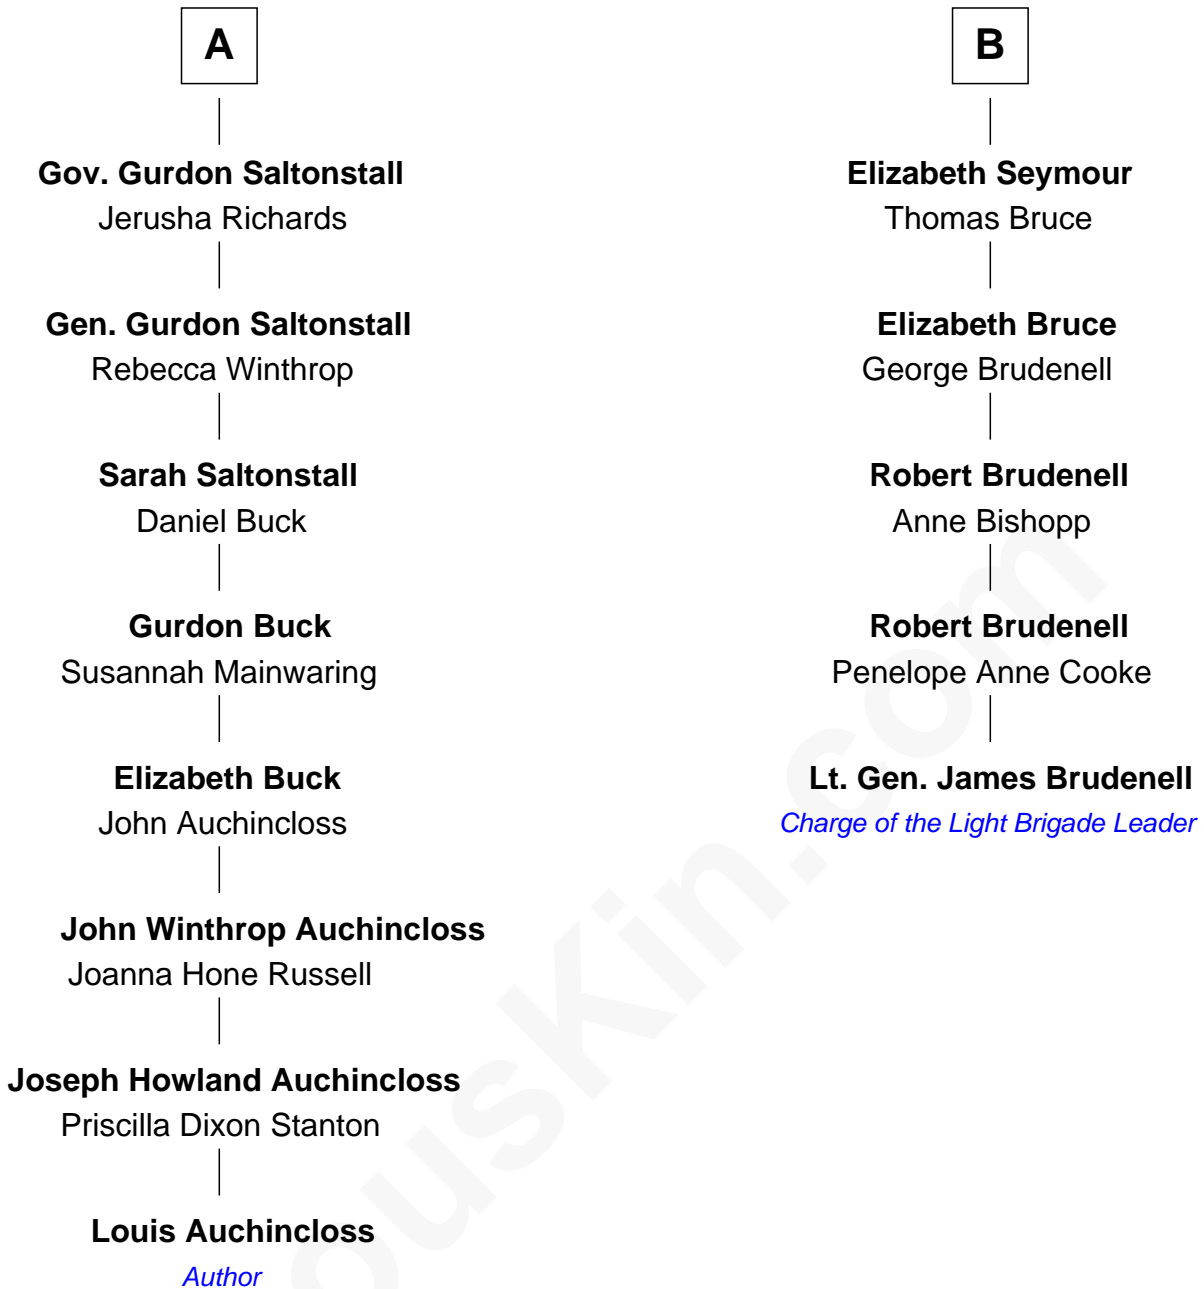 A
Gov. Gurdon Saltonstall
Jerusha Richards
Gen. Gurdon Saltonstall
Rebecca Winthrop
Sarah Saltonstall
Daniel Buck
Gurdon Buck
Susannah Mainwaring
Elizabeth Buck
John Auchincloss
John Winthrop Auchincloss
Joanna Hone Russell
Joseph Howland Auchincloss
Priscilla Dixon Stanton
Louis Auchincloss
Author
B
Elizabeth Seymour
Thomas Bruce
Elizabeth Bruce
George Brudenell
Robert Brudenell
Anne Bishopp
Robert Brudenell
Penelope Anne Cooke
Lt. Gen. James Brudenell
Charge of the Light Brigade Leader
ousKin.com